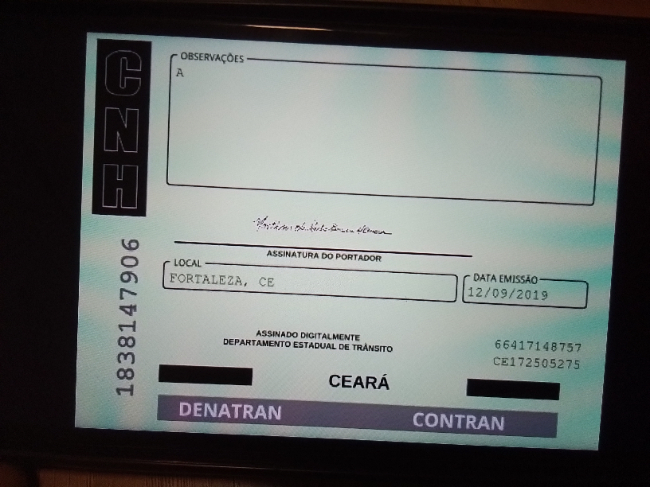 CNH
OBSERVAÇÕES
A
ASSINATURA DO PORTADOR
LOCAL
FORTALEZA, CE
DATA EMISSÃO
12/09/2019
1838147906
ASSINADO DIGITALMENTE
DEPARTAMENTO ESTADUAL DE TRÂNSITO
66417148757
CE172505275
CEARÁ
DENATRAN CONTRAN